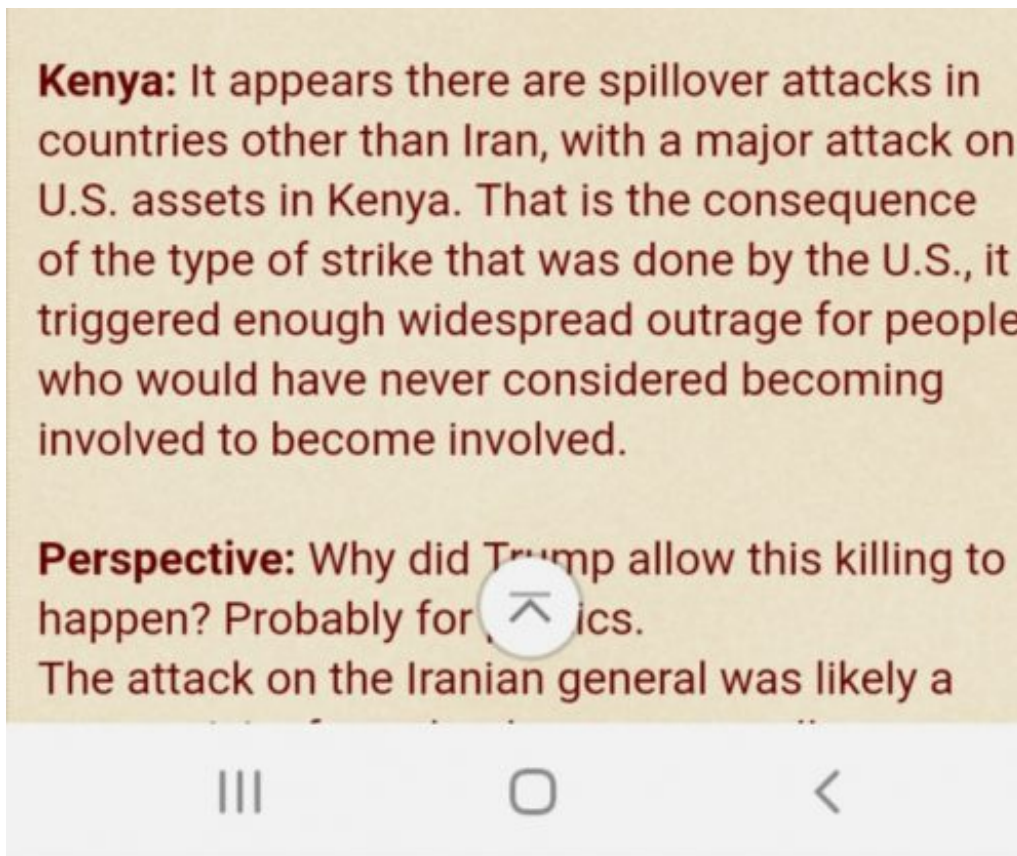 Kenya: It appears there are spillover attacks in
countries other than Iran, with a major attack on
U.S. assets in Kenya. That is the consequence
of the type of strike that was done by the U.S., it
triggered enough widespread outrage for people
who would have never considered becoming
involved to become involved.
Perspective: Why did Trump allow this killing to
happen? Probably for
The attack on the Iranian general was likely a